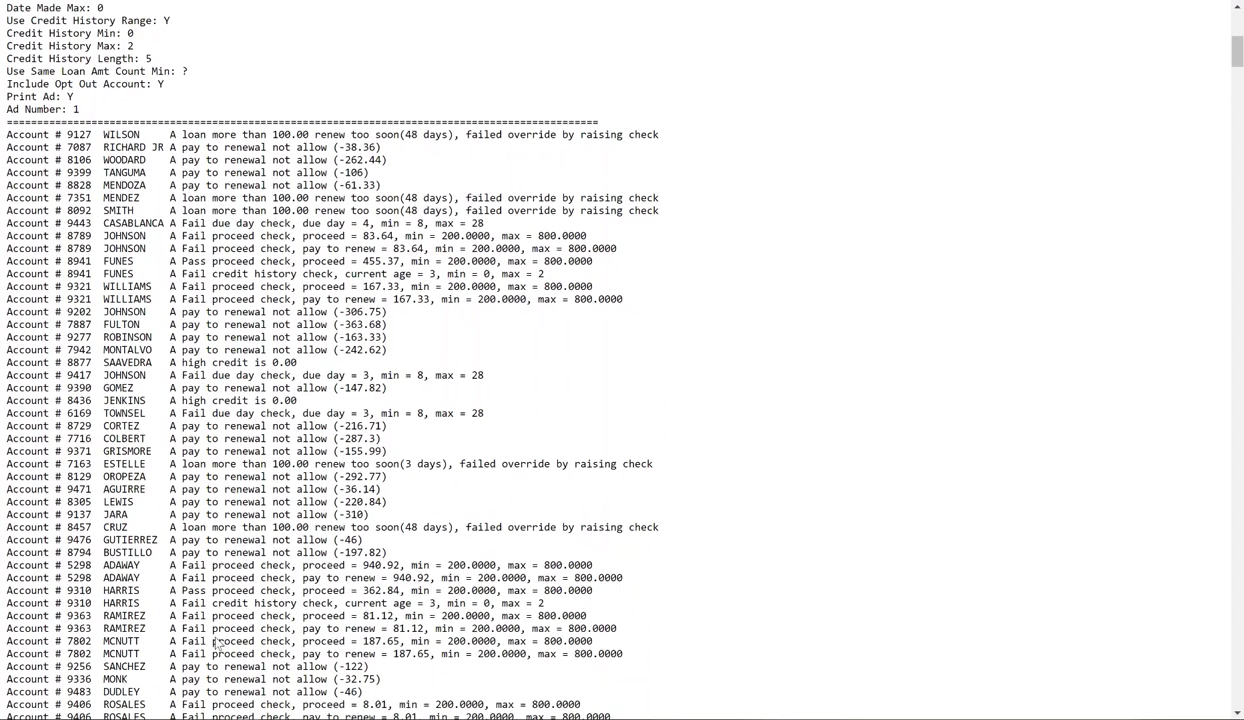 Date Made Max: 0
Use Credit History Range: Y
Credit History Min: 0
Credit History Max: 2
Credit History Length: 5
Use Same Loan Amt Count Min: ?
Include Opt Out Account: Y
Print Ad: Y
Ad Number: 1
====================================================================================================
Account # 9127 WILSON A loan more than 100.00 renew too soon(48 days), failed override by raising check
Account # 7087 RICHARD JR A pay to renewal not allow (-38.36)
Account # 8106 WOODARD A pay to renewal not allow (-262.44)
Account # 9399 TANGUMA A pay to renewal not allow (-106)
Account # 8828 MENDOZA A pay to renewal not allow (-61.33)
Account # 7351 MENDEZ A loan more than 100.00 renew too soon(48 days), failed override by raising check
Account # 8092 SMITH A loan more than 100.00 renew too soon(48 days), failed override by raising check
Account # 9443 CASABLANCA A Fail due day check, due day = 4, min = 8, max = 28
Account # 8789 JOHNSON A Fail proceed check, proceed = 83.64, min = 200.0000, max = 800.0000
Account # 8789 JOHNSON A Fail proceed check, pay to renew = 83.64, min = 200.0000, max = 800.0000
Account # 8941 FUNES A Pass proceed check, proceed = 455.37, min = 200.0000, max = 800.0000
Account # 8941 FUNES A Fail credit history check, current age = 3, min = 0, max = 2
Account # 9321 WILLIAMS A Fail proceed check, proceed = 167.33, min = 200.0000, max = 800.0000
Account # 9321 WILLIAMS A Fail proceed check, pay to renew = 167.33, min = 200.0000, max = 800.0000
Account # 9202 JOHNSON A pay to renewal not allow (-306.75)
Account # 7887 FULTON A pay to renewal not allow (-363.68)
Account # 9277 ROBINSON A pay to renewal not allow (-163.33)
Account # 7942 MONTALVO A pay to renewal not allow (-242.62)
Account # 8877 SAAVEDRA A high credit is 0.00
Account # 9417 JOHNSON A Fail due day check, due day = 3, min = 8, max = 28
Account # 9390 GOMEZ A pay to renewal not allow (-147.82)
Account # 8436 JENKINS A high credit is 0.00
Account # 6169 TOWNSEL A Fail due day check, due day = 3, min = 8, max = 28
Account # 8729 CORTEZ A pay to renewal not allow (-216.71)
Account # 7716 COLBERT A pay to renewal not allow (-287.3)
Account # 9371 GRISMORE A pay to renewal not allow (-155.99)
Account # 7163 ESTELLE A loan more than 100.00 renew too soon(3 days), failed override by raising check
Account # 8129 OROPEZA A pay to renewal not allow (-292.77)
Account # 9471 AGUIRRE A pay to renewal not allow (-36.14)
Account # 8305 LEWIS A pay to renewal not allow (-220.84)
Account # 9137 JARA A pay to renewal not allow (-310)
Account # 8457 CRUZ A loan more than 100.00 renew too soon(48 days), failed override by raising check
Account # 9476 GUTIERREZ A pay to renewal not allow (-46)
Account # 8794 BUSTILLO A pay to renewal not allow (-197.82)
Account # 5298 ADAWAY A Fail proceed check, proceed = 940.92, min = 200.0000, max = 800.0000
Account # 5298 ADAWAY A Fail proceed check, pay to renew = 940.92, min = 200.0000, max = 800.0000
Account # 9310 HARRIS A Pass proceed check, proceed = 362.84, min = 200.0000, max = 800.0000
Account # 9310 HARRIS A Fail credit history check, current age = 3, min = 0, max = 2
Account # 9363 RAMIREZ A Fail proceed check, proceed = 81.12, min = 200.0000, max = 800.0000
Account # 9363 RAMIREZ A Fail proceed check, pay to renew = 81.12, min = 200.0000, max = 800.0000
Account # 7802 MCNUTT A Fail proceed check, proceed = 187.65, min = 200.0000, max = 800.0000
Account # 7802 MCNUTT A Fail proceed check, pay to renew = 187.65, min = 200.0000, max = 800.0000
Account # 9256 SANCHEZ A pay to renewal not allow (-122)
Account # 9336 MONK A pay to renewal not allow (-32.75)
Account # 9483 DUDLEY A pay to renewal not allow (-46)
Account # 9406 ROSALES A Fail proceed check, proceed = 8.01, min = 200.0000, max = 800.0000
Account # 9406 ROSALES A Fail proceed check, pay to renew = 8.01, min = 200.0000, max = 800.0000